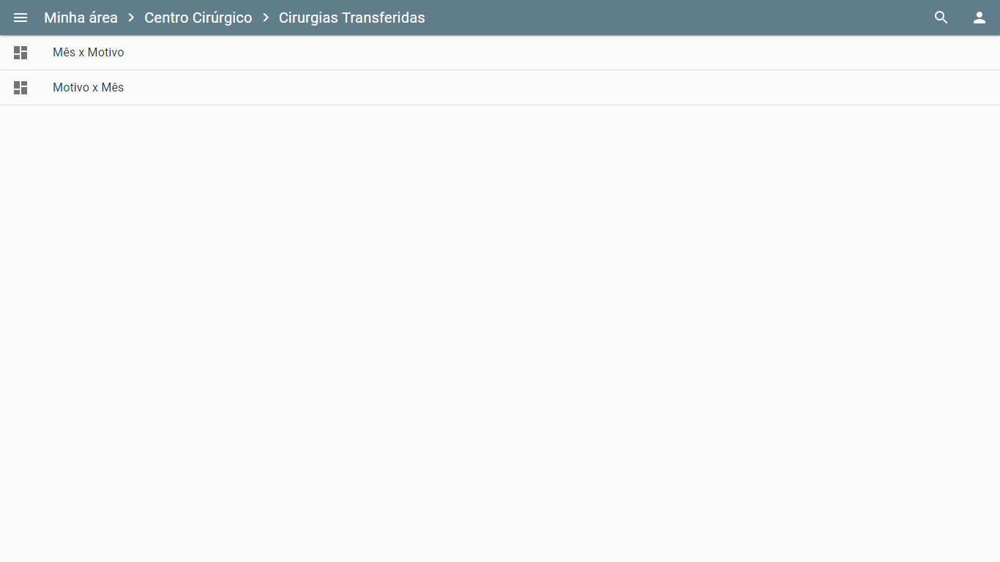 Minha área > Centro Cirúrgico > Cirurgias Transferidas
Mês x Motivo
Motivo x Mês